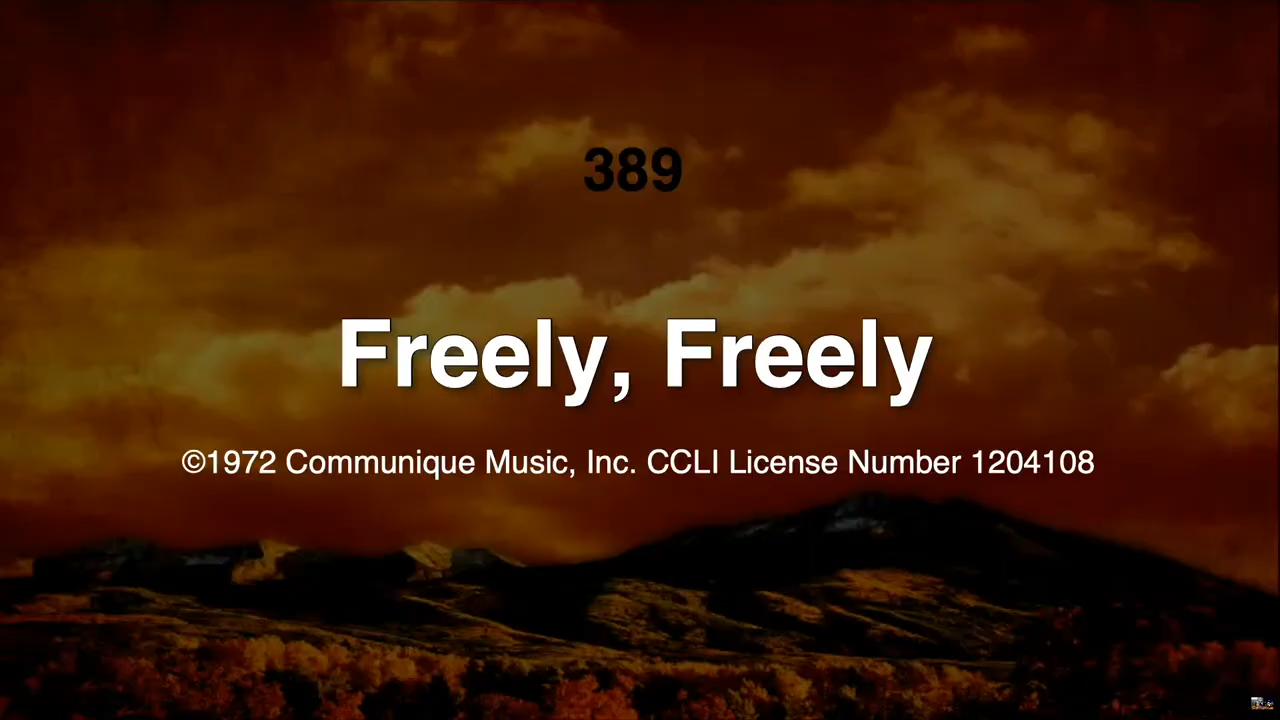 389
Freely, Freely
©1972 Communique Music, Inc. CCLI License Number 1204108